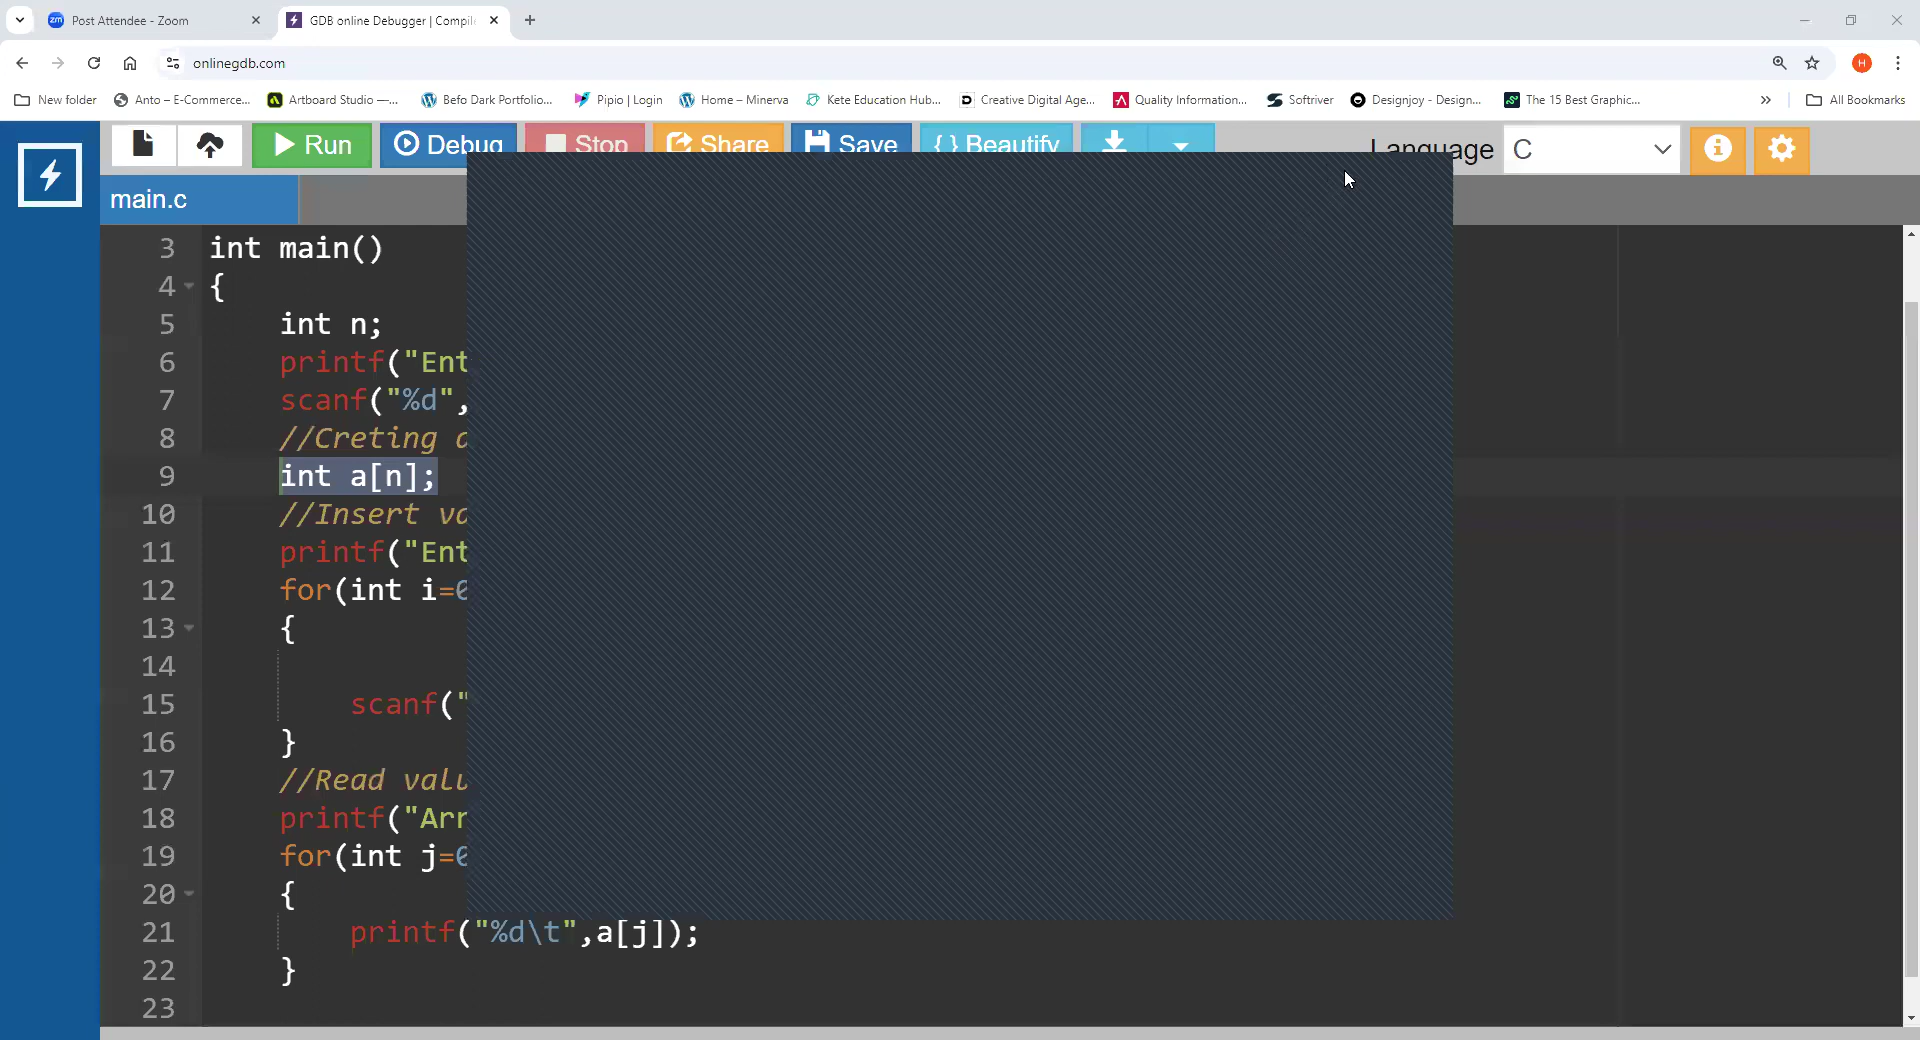 Post Attendee - Zoom
GDB online Debugger | Compil
onlinegdb.com
New folder
Anto – E-Commerce...
Artboard Studio —...
Befo Dark Portfolio...
Pipio | Login
Home – Minerva
Kete Education Hub...
Creative Digital Age...
Quality Information...
Softriver
Designjoy - Design...
The 15 Best Graphic...
All Bookmarks
Run
Debug
Stop
Share
Save
{ } Beautify
Language
C
main.c
3 int main()
4 {
5 int n;
6 printf("Ent
7 scanf("%d",
8 //Creting
9 int a[n];
10 //Insert
11 printf("Ent
12 for(int i=0
13 {
14
15 scanf("
16 }
17 //Read valu
18 printf("Arr
19 for(int j=0
20 {
21 printf("%d\t",a[j]);
22 }
23